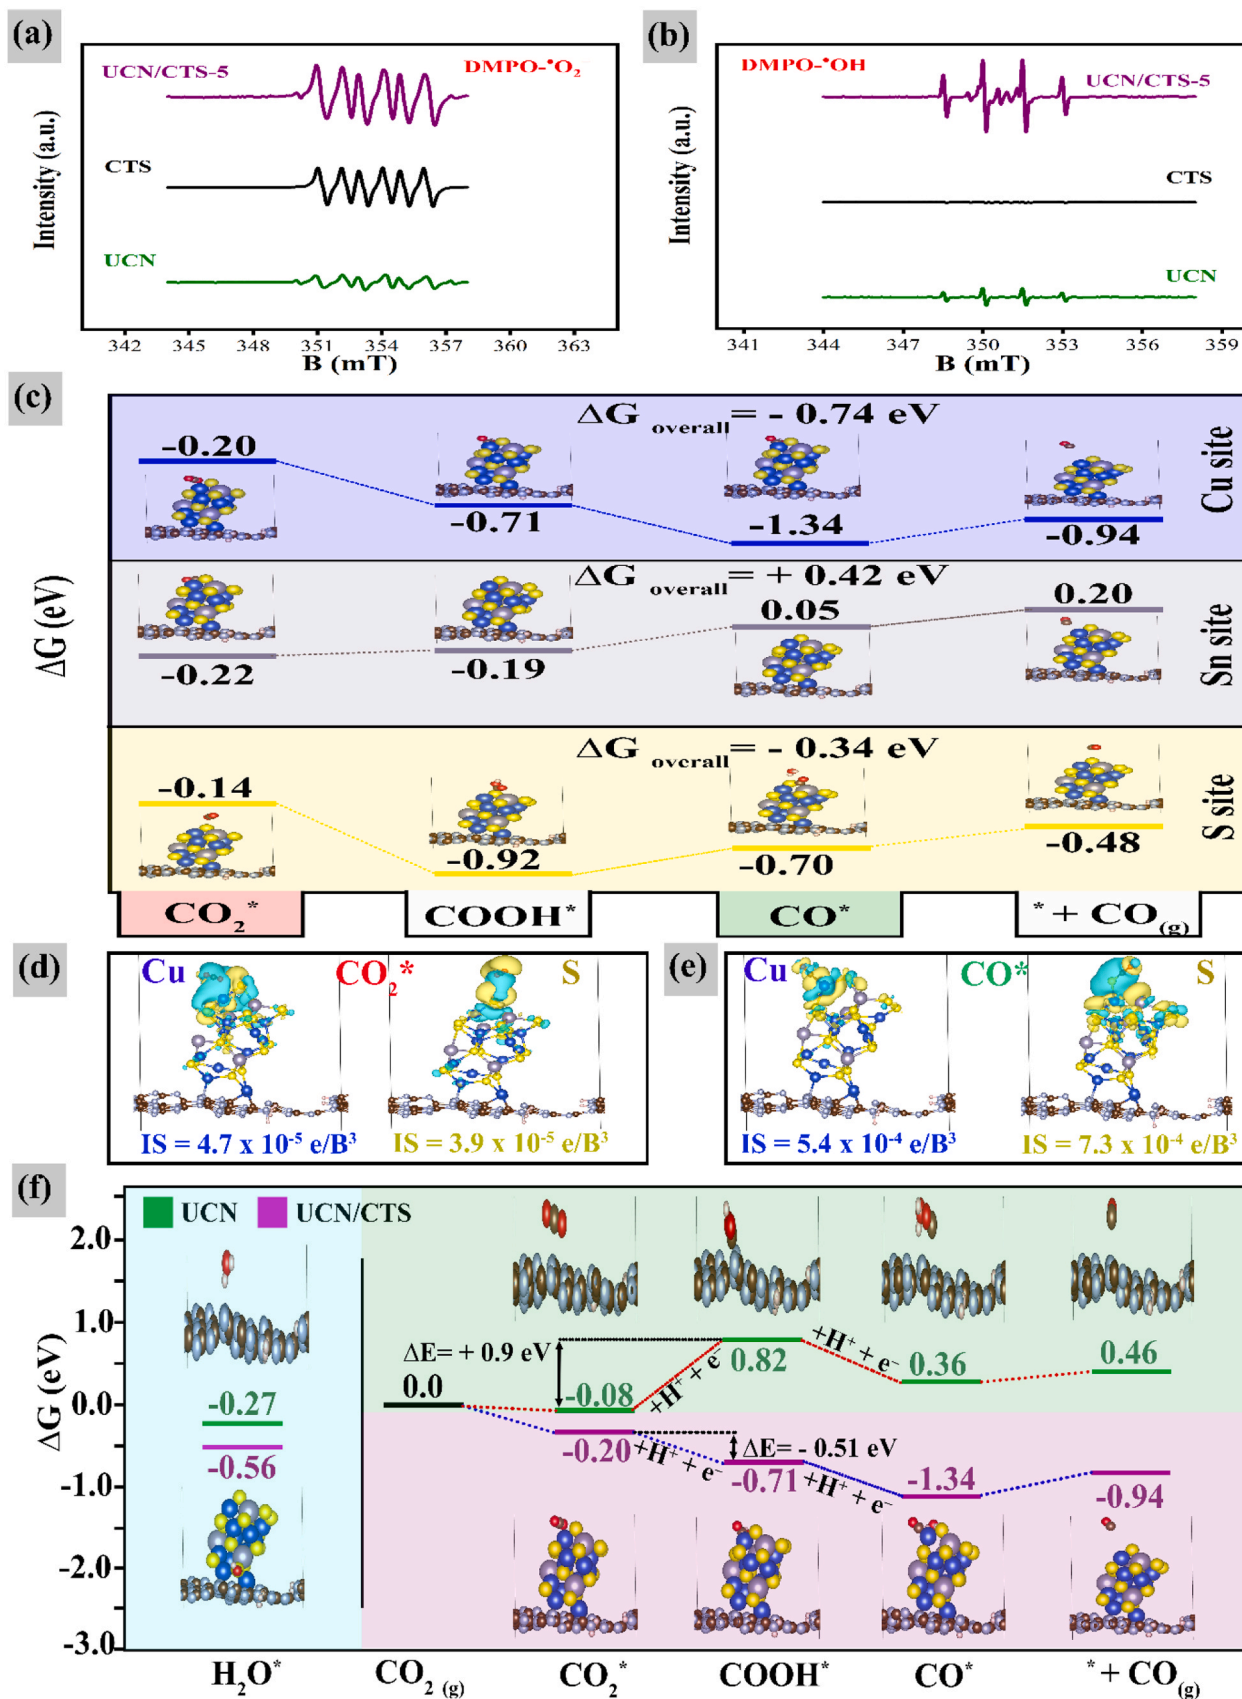 (a)
UCN/CTS-5
DMPO-•O₂
CTS
UCN
Intensity (a.u.)
342 345 348 351 354 357 360 363
B (mT)
(b)
DMPO-•OH
UCN/CTS-5
CTS
UCN
Intensity (a.u.)
341 344 347 350 353 356 359
B (mT)
(c)
ΔG (eV)
ΔG overall = - 0.74 eV
-0.20
-0.71
-1.34
-0.94
Cu site
ΔG overall = + 0.42 eV
-0.22
-0.19
0.05
0.20
Sn site
ΔG overall = - 0.34 eV
-0.14
-0.92
-0.70
-0.48
S site
CO₂* COOH* CO* * + CO(g)
(d)
Cu CO₂* S
IS = 4.7 x 10⁻⁵ e/B³ IS = 3.9 x 10⁻⁵ e/B³
(e)
Cu CO* S
IS = 5.4 x 10⁻⁴ e/B³ IS = 7.3 x 10⁻⁴ e/B³
(f)
UCN UCN/CTS
ΔG (eV)
2.0
1.0
0.0
-1.0
-2.0
-3.0
-0.27
-0.56
0.0
ΔE= + 0.9 eV
-0.08
+H⁺ + e⁻
0.82
+H⁺ + e⁻
0.36
0.46
-0.20
+H⁺ + e⁻
ΔE= - 0.51 eV
-0.71
+H⁺ + e⁻
-1.34
-0.94
H₂O* CO₂ (g) CO₂* COOH* CO* * + CO(g)